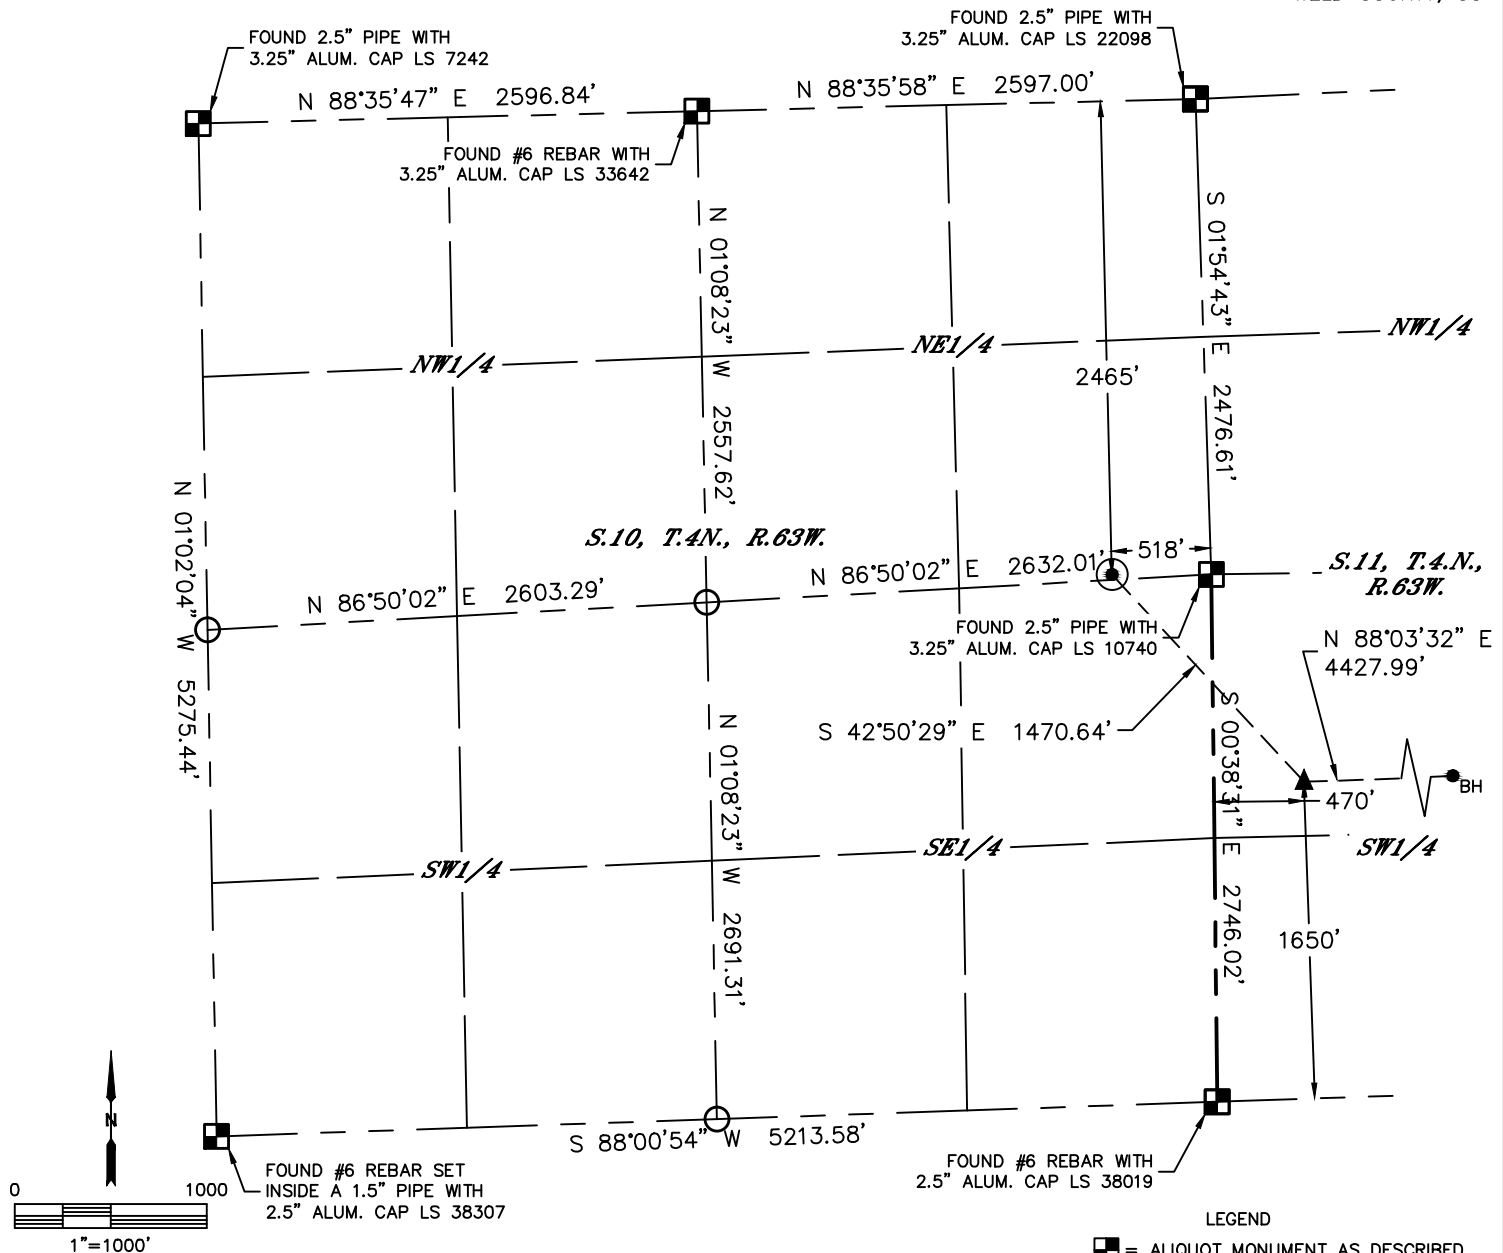 FOUND 2.5" PIPE WITH
3.25" ALUM. CAP LS 22098
FOUND 2.5" PIPE WITH
3.25" ALUM. CAP LS 7242
N 88°35'47" E 2596.84'
N 88°35'58" E 2597.00'
FOUND #6 REBAR WITH
3.25" ALUM. CAP LS 33642
N 01°08'23" W 2557.62'
S 01°54'43" E 2476.61'
NW1/4
NE1/4
NW1/4
2465'
N 01°02'04" W 5275.44'
S.10, T.4N., R.63W.
518'
N 86°50'02" E 2603.29'
N 86°50'02" E 2632.01'
S.11, T.4.N.,
R.63W.
FOUND 2.5" PIPE WITH
3.25" ALUM. CAP LS 10740
N 88°03'32" E
4427.99'
S 42°50'29" E 1470.64'
S 00°38'31" E 2746.02'
N 01°08'23" W 2691.31'
BH
470'
SW1/4
SE1/4
SW1/4
1650'
N
S 88°00'54" W 5213.58'
FOUND #6 REBAR SET
INSIDE A 1.5" PIPE WITH
2.5" ALUM. CAP LS 38307
FOUND #6 REBAR WITH
2.5" ALUM. CAP LS 38019
0 1000
1"=1000'
LEGEND
= ALIQUOT MONUMENT AS DESCRIBED